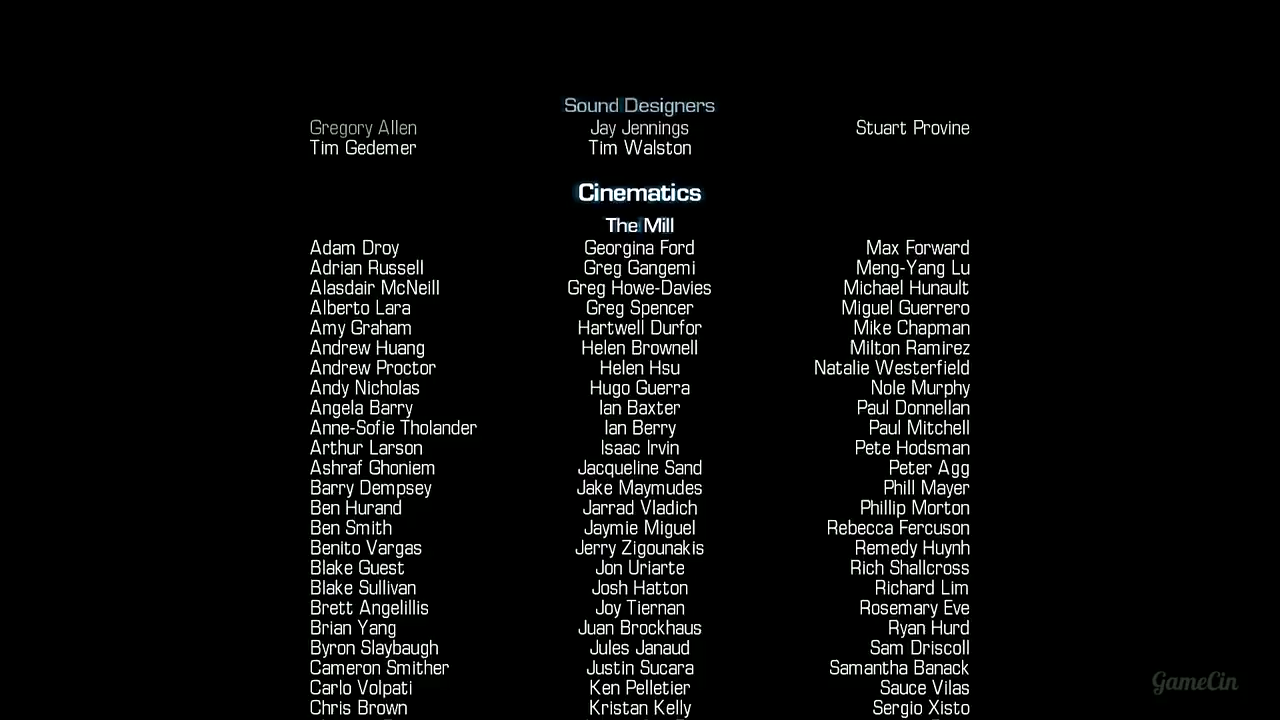 Sound Designers
Gregory Allen Jay Jennings Stuart Provine
Tim Gedemer Tim Walston
Cinematics
The Mill
Adam Droy Georgina Ford Max Forward
Adrian Russell Greg Gangemi Meng-Yang Lu
Alasdair McNeill Greg Howe-Davies Michael Hunault
Alberto Lara Greg Spencer Miguel Guerrero
Amy Graham Hartwell Durfor Mike Chapman
Andrew Huang Helen Brownell Milton Ramirez
Andrew Proctor Helen Hsu Natalie Westerfield
Andy Nicholas Hugo Guerra Nole Murphy
Angela Barry Ian Baxter Paul Donnellan
Anne-Sofie Tholander Ian Berry Paul Mitchell
Arthur Larson Isaac Irvin Pete Hodsman
Ashraf Ghoniem Jacqueline Sand Peter Agg
Barry Dempsey Jake Maymudes Phill Mayer
Ben Hurand Jarrad Vladich Phillip Morton
Ben Smith Jaymie Miguel Rebecca Fercuson
Benito Vargas Jerry Zigounakis Remedy Huynh
Blake Guest Jon Uriarte Rich Shallcross
Blake Sullivan Josh Hatton Richard Lim
Brett Angelillis Joy Tiernan Rosemary Eve
Brian Yang Juan Brockhaus Ryan Hurd
Byron Slaybaugh Jules Janaud Sam Driscoll
Cameron Smither Justin Sucara Samantha Banack
Carlo Volpati Ken Pelletier Sauce Vilas
Chris Brown Kristan Kelly Sergio Xisto
GameCin